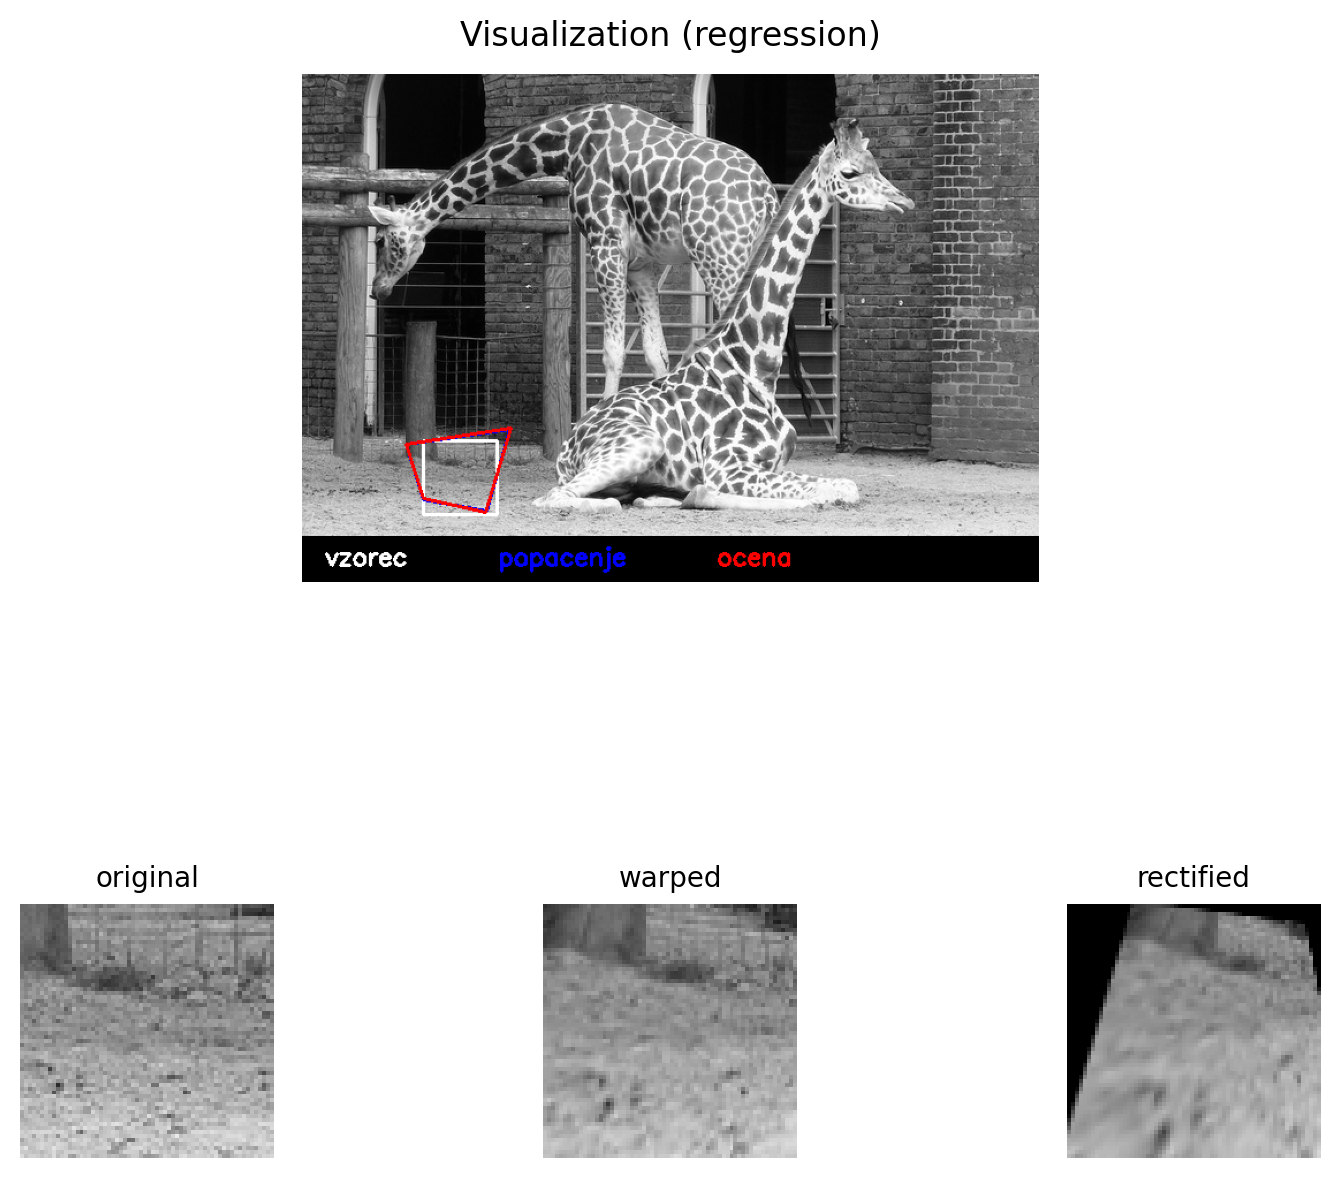 Visualization (regression)
vzorec popacenje ocena
original warped rectified